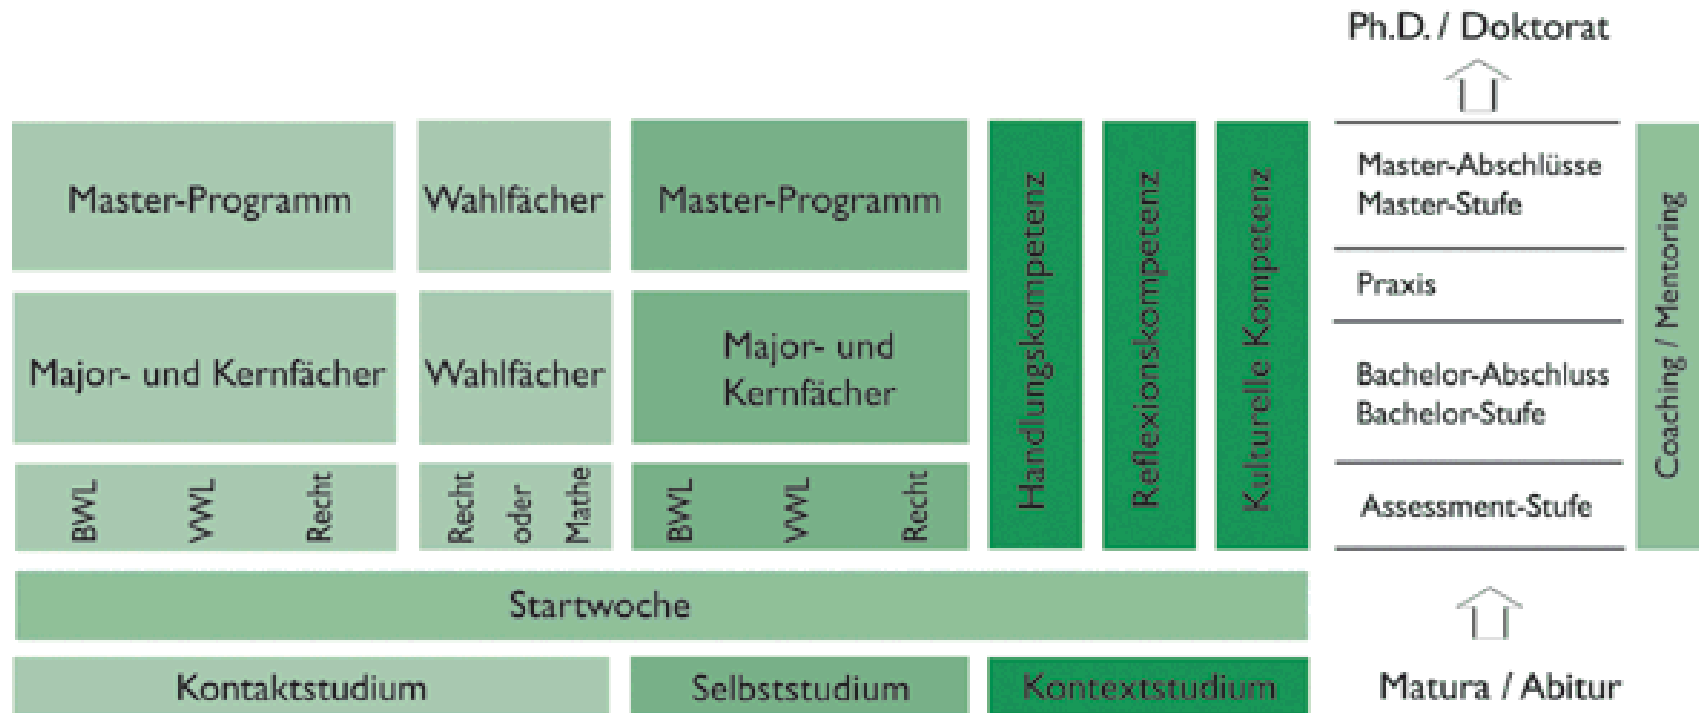 Ph.D. / Doktorat
Master-Programm
Wahlfächer
Master-Programm
Handlungskompetenz
Reflexionskompetenz
Kulturelle Kompetenz
Master-Abschlüsse
Master-Stufe
Coaching / Mentoring
Praxis
Major- und Kernfächer
Wahlfächer
Major- und
Kernfächer
Bachelor-Abschluss
Bachelor-Stufe
BWL
VWL
Recht
Recht
oder
Mathe
BWL
VWL
Recht
Assessment-Stufe
Startwoche
Kontaktstudium
Selbststudium
Kontextstudium
Matura / Abitur